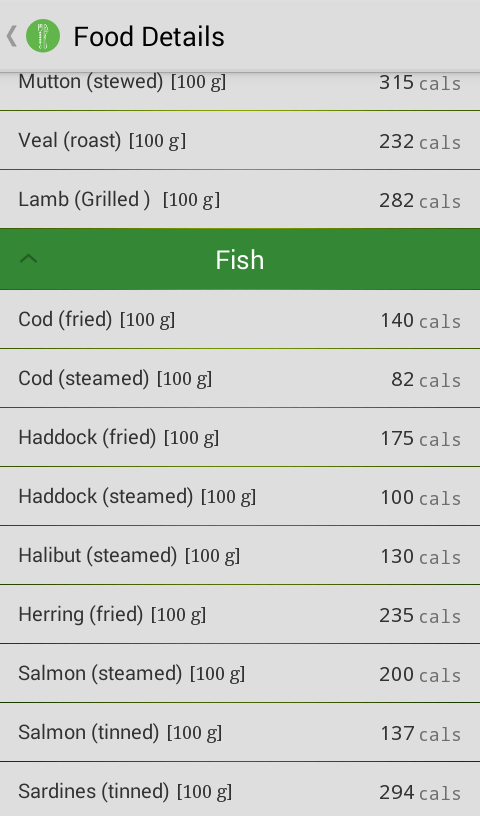 Food Details
Mutton (stewed) [100 g] 315 cals
Veal (roast) [100 g] 232 cals
Lamb (Grilled ) [100 g] 282 cals
Fish
Cod (fried) [100 g] 140 cals
Cod (steamed) [100 g] 82 cals
Haddock (fried) [100 g] 175 cals
Haddock (steamed) [100 g] 100 cals
Halibut (steamed) [100 g] 130 cals
Herring (fried) [100 g] 235 cals
Salmon (steamed) [100 g] 200 cals
Salmon (tinned) [100 g] 137 cals
Sardines (tinned) [100 g] 294 cals